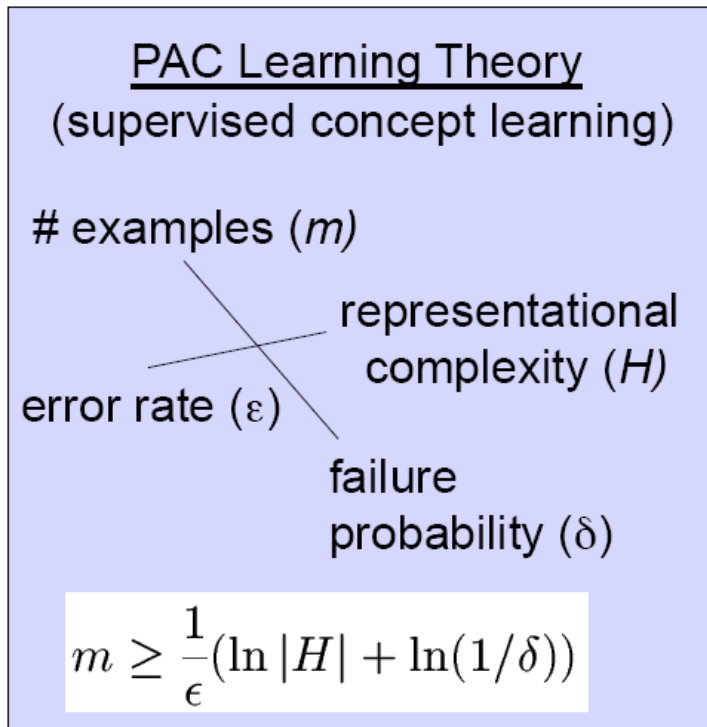 PAC Learning Theory
(supervised concept learning)
# examples (m)
representational
complexity (H)
error rate (ε)
failure
probability (δ)
m ≥ 1/ϵ (ln |H| + ln(1/δ))